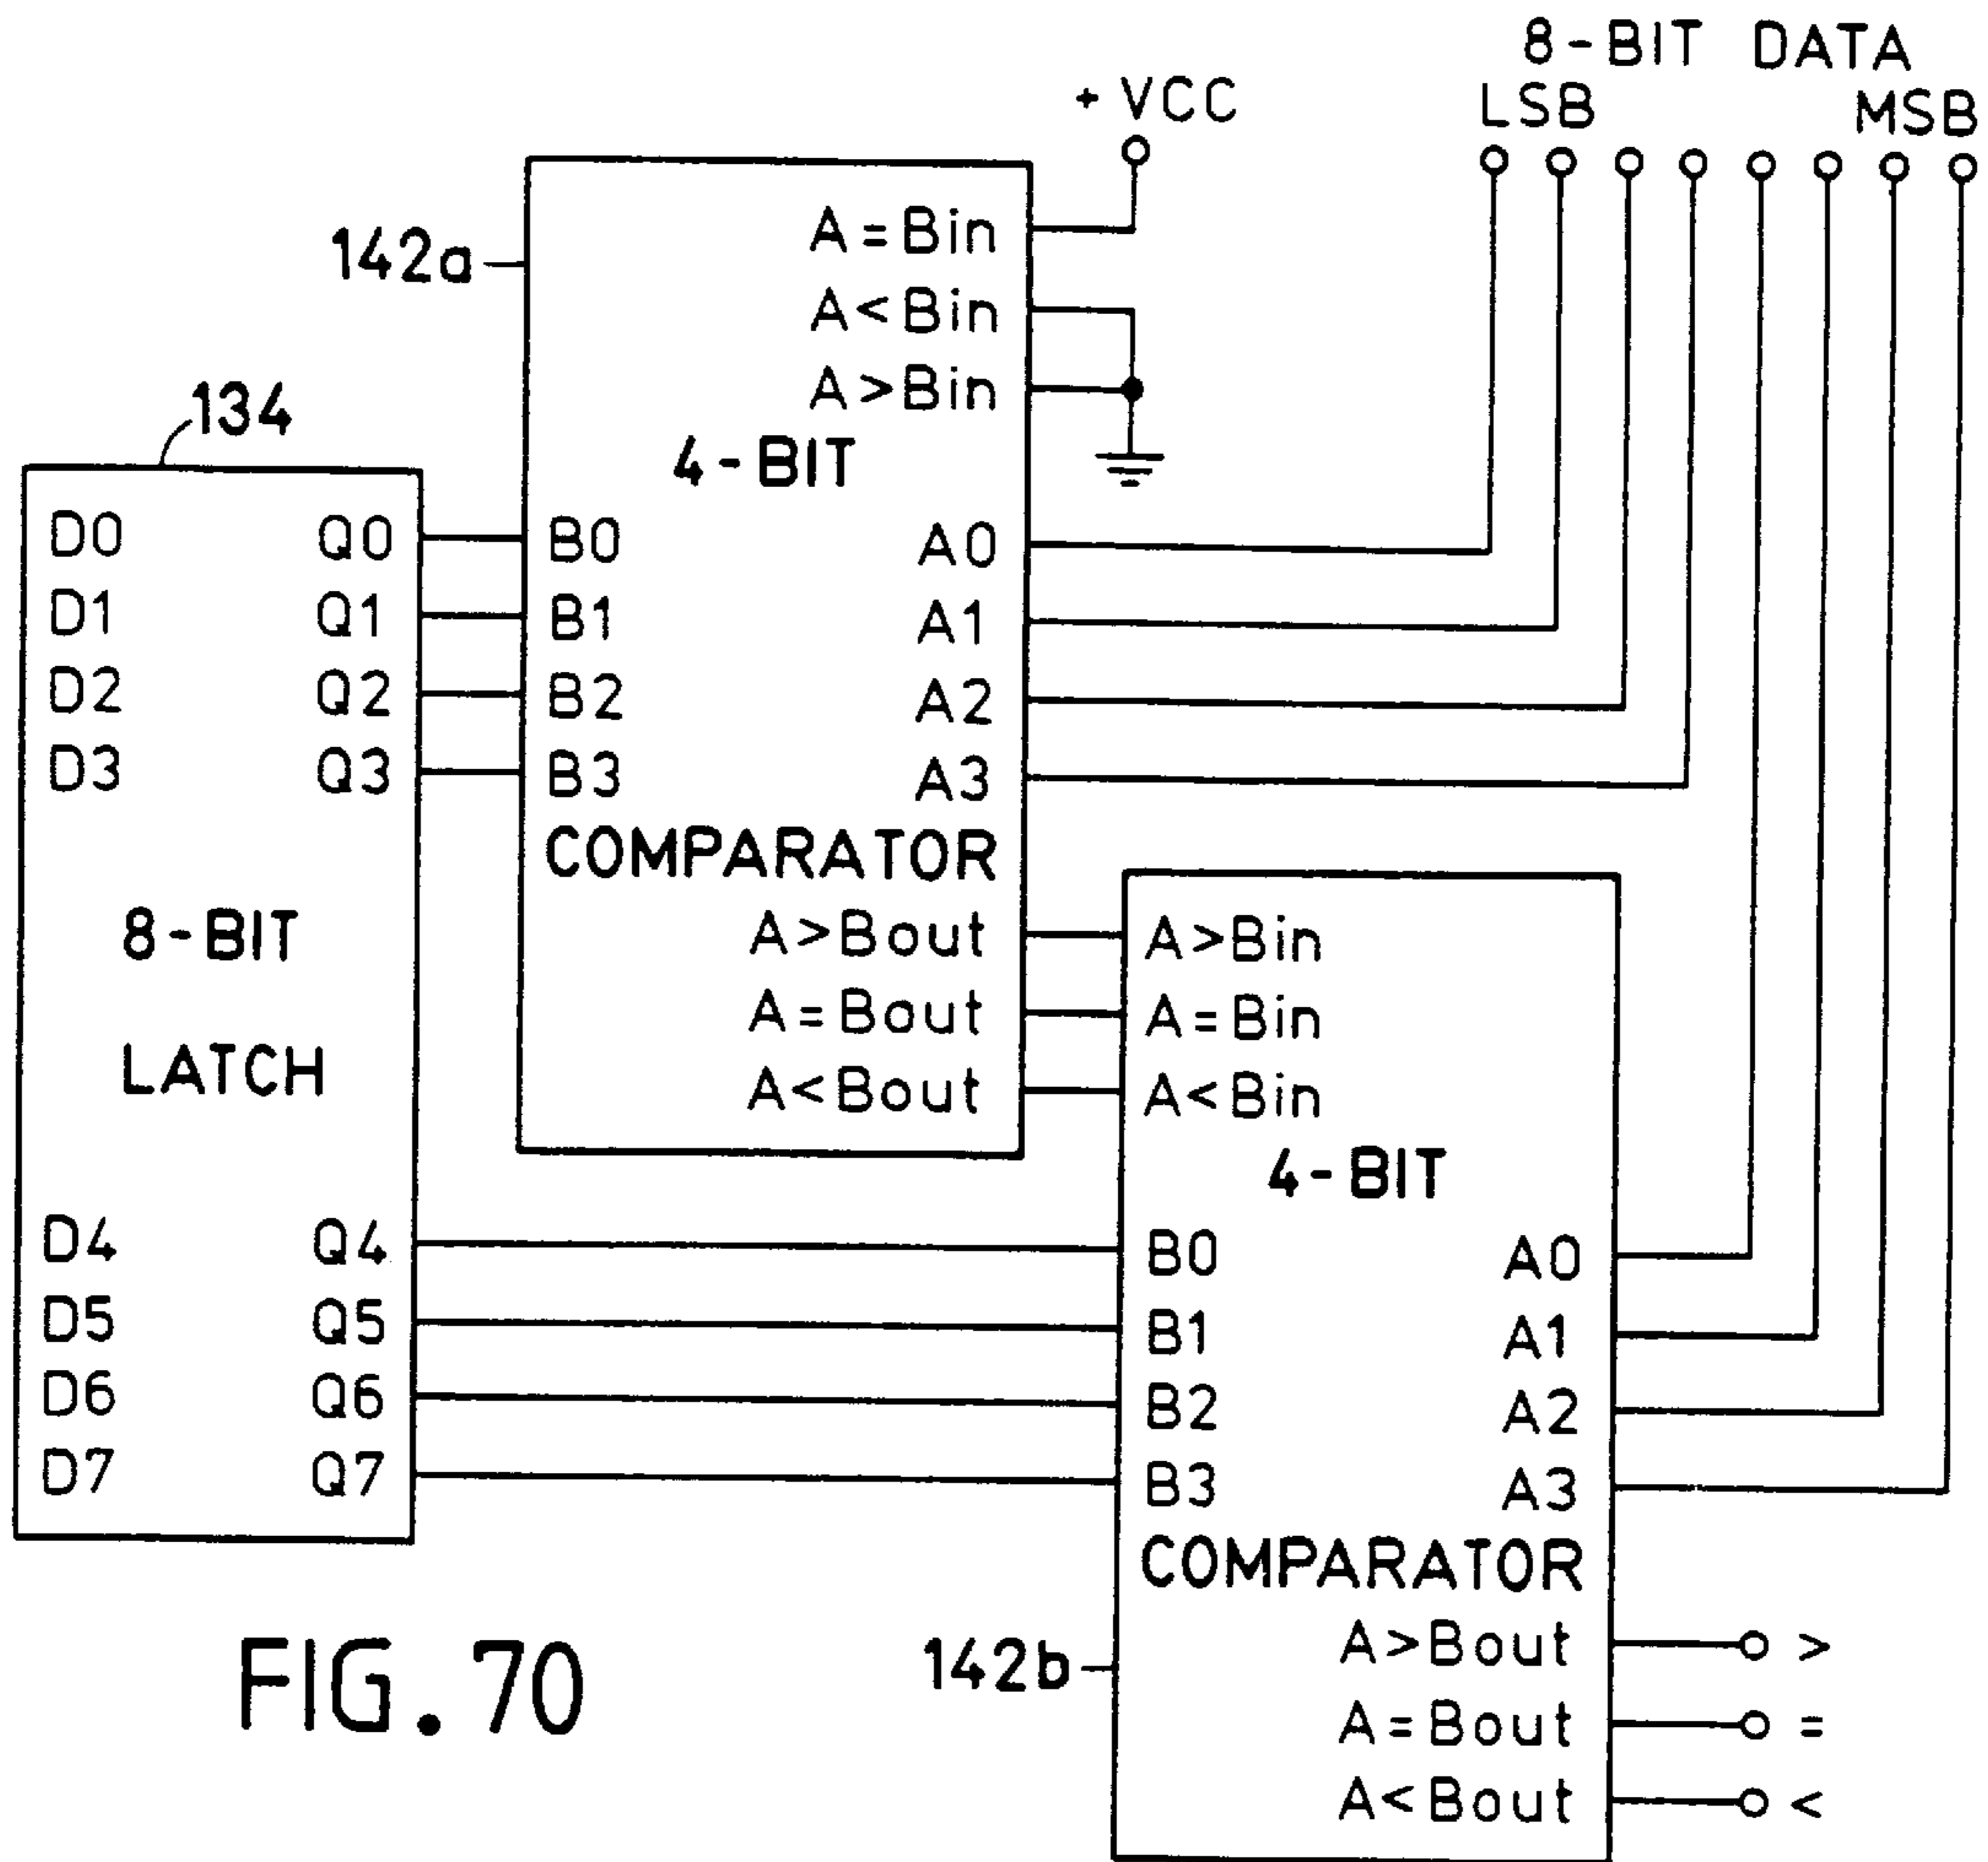 8-BIT DATA
LSB MSB
+ VCC
142a
A=Bin
A<Bin
A>Bin
4-BIT
B0 A0
B1 A1
B2 A2
B3 A3
COMPARATOR
A>Bout
A=Bout
A<Bout
134
D0 Q0
D1 Q1
D2 Q2
D3 Q3
8-BIT
LATCH
D4 Q4
D5 Q5
D6 Q6
D7 Q7
A>Bin
A=Bin
A<Bin
4-BIT
B0 A0
B1 A1
B2 A2
B3 A3
COMPARATOR
142b
A>Bout >
A=Bout =
A<Bout <
FIG. 70